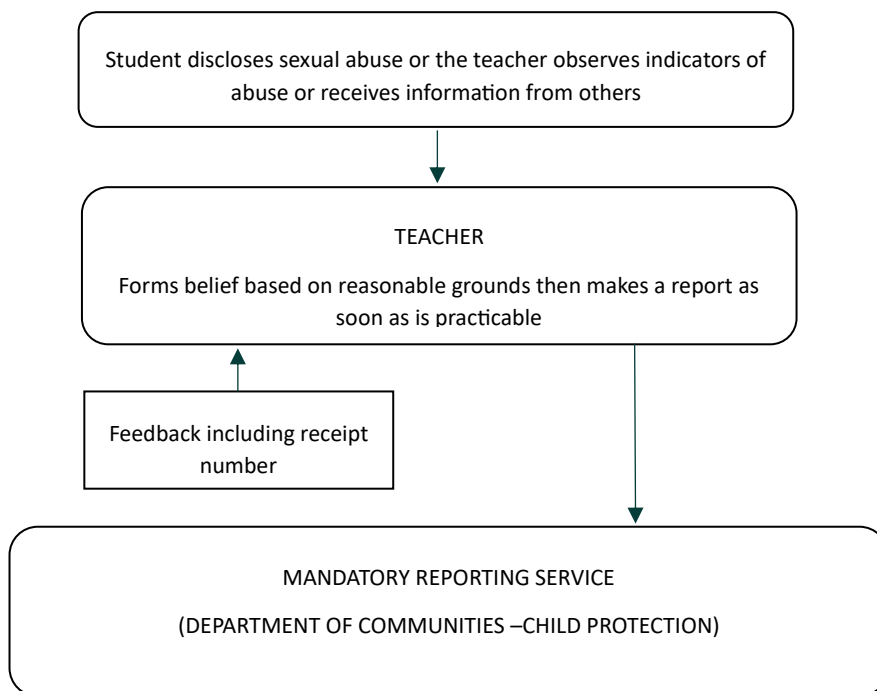 Student discloses sexual abuse or the teacher observes indicators of
abuse or receives information from others
TEACHER
Forms belief based on reasonable grounds then makes a report as
soon as is practicable
Feedback including receipt
number
MANDATORY REPORTING SERVICE
(DEPARTMENT OF COMMUNITIES –CHILD PROTECTION)